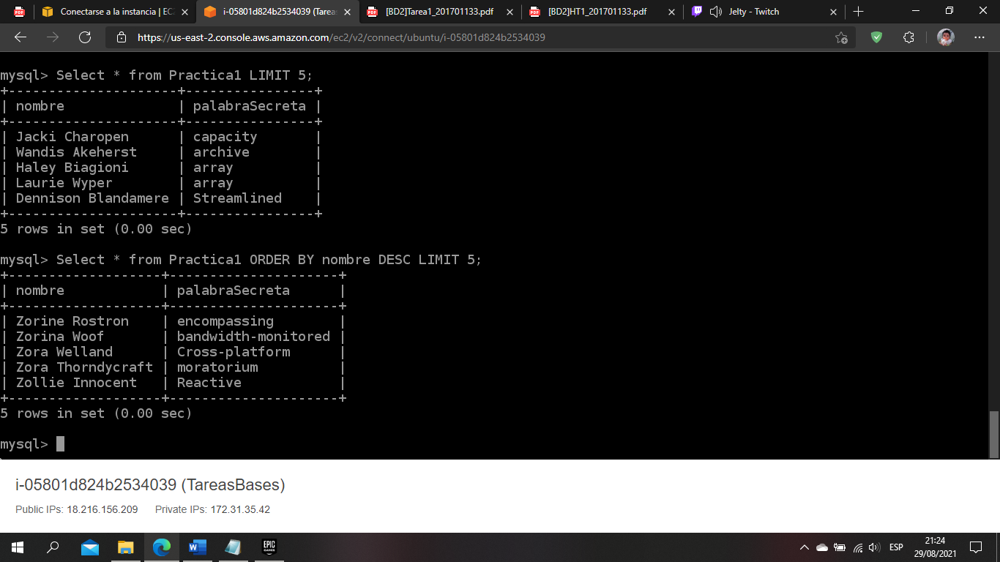 Conectarse a la instancia | EC
i-05801d824b2534039 (Tarea
[BD2]Tarea1_201701133.pdf
[BD2]HT1_201701133.pdf
Jelty - Twitch
https://us-east-2.console.aws.amazon.com/ec2/v2/connect/ubuntu/i-05801d824b2534039
mysql> Select * from Practica1 LIMIT 5;
+---------------------+---------------+
| nombre              | palabraSecreta |
+---------------------+---------------+
| Jacki Charopen      | capacity       |
| Wandis Akeherst     | archive        |
| Haley Biagioni      | array          |
| Laurie Wyper        | array          |
| Dennison Blandamere | Streamlined    |
+---------------------+---------------+
5 rows in set (0.00 sec)
mysql> Select * from Practica1 ORDER BY nombre DESC LIMIT 5;
+-------------------+---------------------+
| nombre            | palabraSecreta      |
+-------------------+---------------------+
| Zorine Rostron    | encompassing        |
| Zorina Woof       | bandwidth-monitored |
| Zora Welland      | Cross-platform      |
| Zora Thorndycraft | moratorium          |
| Zollie Innocent   | Reactive            |
+-------------------+---------------------+
5 rows in set (0.00 sec)
mysql>
i-05801d824b2534039 (TareasBases)
Public IPs: 18.216.156.209 Private IPs: 172.31.35.42
EPIC GAMES
ESP
21:24
29/08/2021